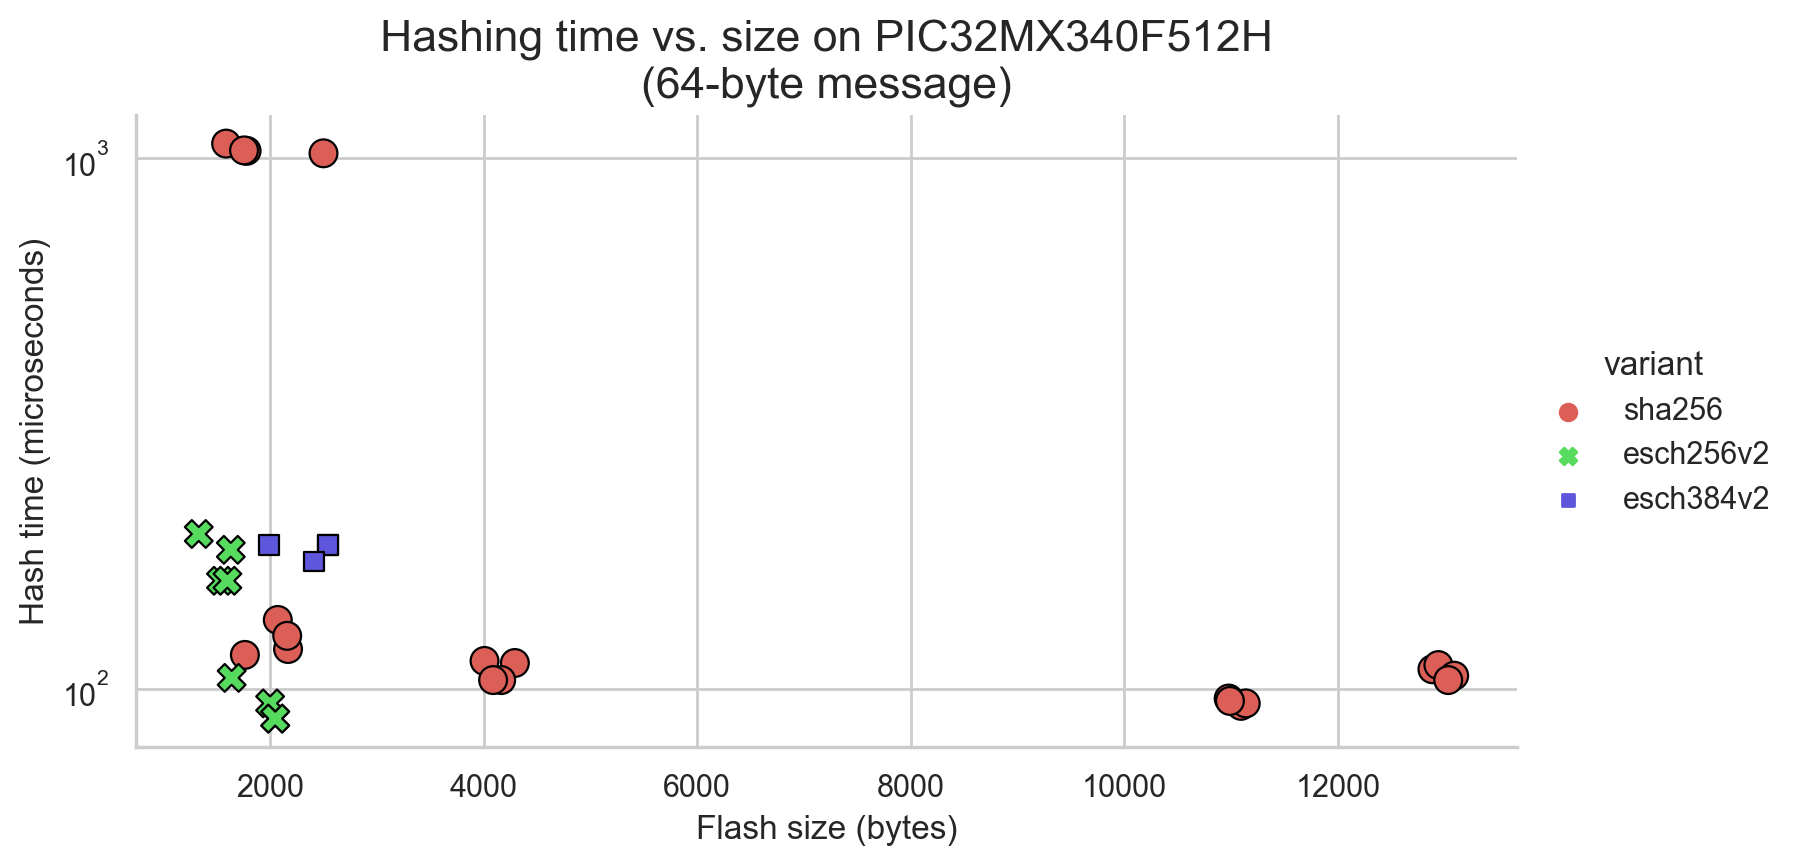 Hashing time vs. size on PIC32MX340F512H
(64-byte message)
10³
10²
Hash time (microseconds)
2000 4000 6000 8000 10000 12000
Flash size (bytes)
variant
sha256
esch256v2
esch384v2